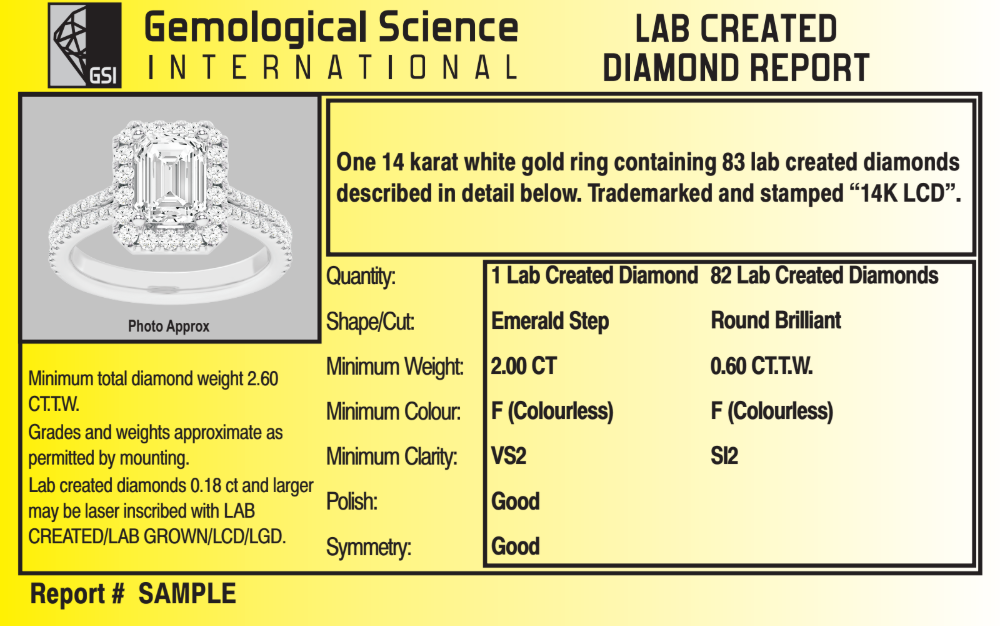 GSI
Gemological Science
INTERNATIONAL
LAB CREATED
DIAMOND REPORT
Photo Approx
One 14 karat white gold ring containing 83 lab created diamonds
described in detail below. Trademarked and stamped “14K LCD”.
Quantity: 1 Lab Created Diamond 82 Lab Created Diamonds
Shape/Cut: Emerald Step Round Brilliant
Minimum Weight: 2.00 CT 0.60 CT.T.W.
Minimum Colour: F (Colourless) F (Colourless)
Minimum Clarity: VS2 SI2
Polish: Good
Symmetry: Good
Minimum total diamond weight 2.60
CT.T.W.
Grades and weights approximate as
permitted by mounting.
Lab created diamonds 0.18 ct and larger
may be laser inscribed with LAB
CREATED/LAB GROWN/LCD/LGD.
Report # SAMPLE